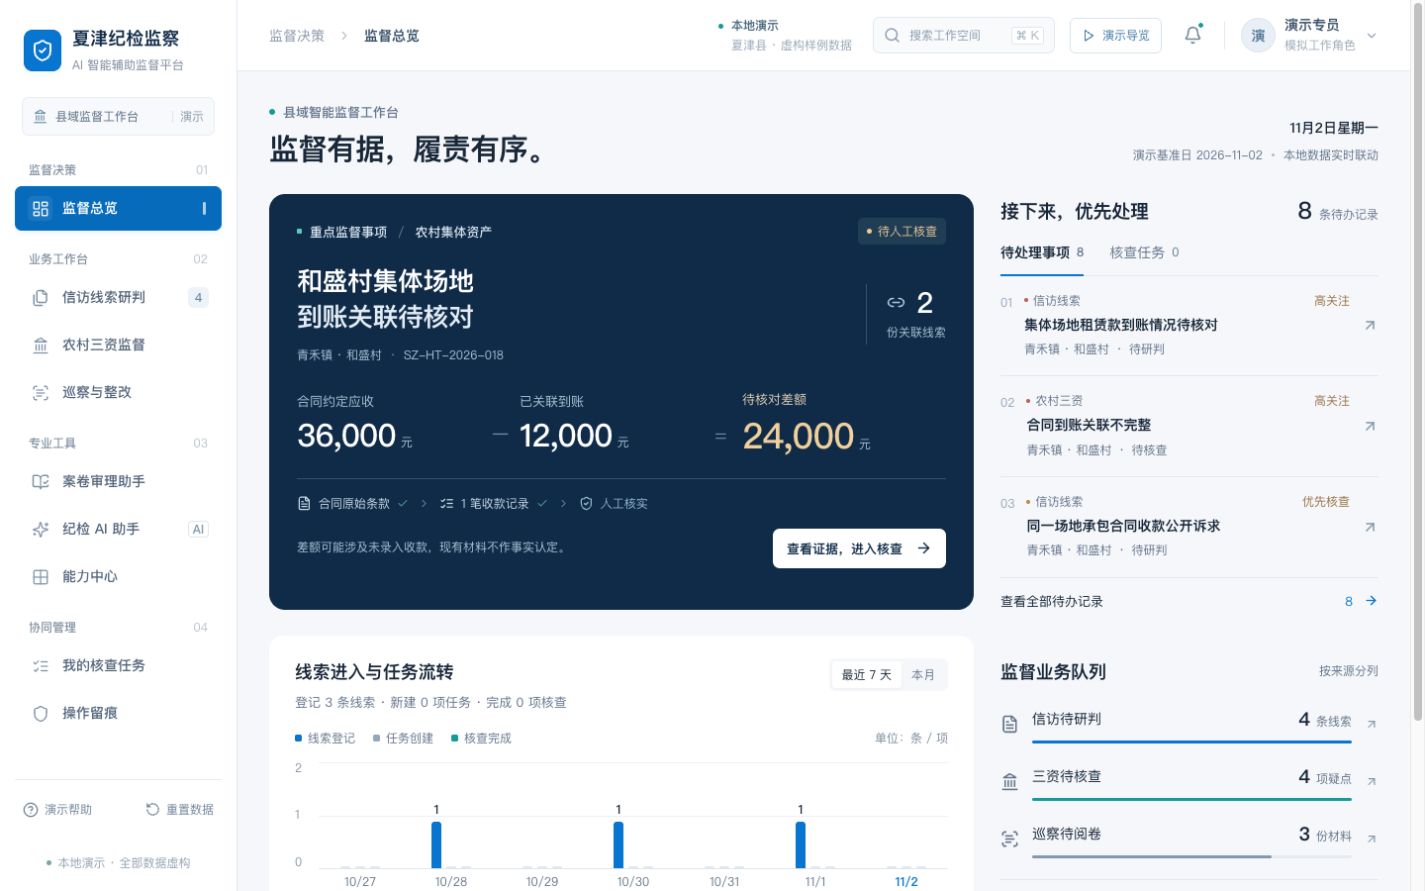 夏津纪检监察
AI 智能辅助监督平台
县域监督工作台 演示
监督决策 01
监督总览
业务工作台 02
信访线索研判 4
农村三资监督
巡察与整改
专业工具 03
案卷审理助手
纪检 AI 助手 AI
能力中心
协同管理 04
我的核查任务
操作留痕
演示帮助 重置数据
本地演示 · 全部数据虚构
监督决策 > 监督总览
本地演示
夏津县 · 虚构样例数据
搜索工作空间 ⌘ K
演示导览
演
演示专员
模拟工作角色
县域智能监督工作台
监督有据，履责有序。
11月2日星期一
演示基准日 2026-11-02 · 本地数据实时联动
重点监督事项 / 农村集体资产
待人工核查
和盛村集体场地
到账关联待核对
青禾镇 · 和盛村 · SZ-HT-2026-018
2
份关联线索
合同约定应收 已关联到账 待核对差额
36,000 元 — 12,000 元 = 24,000 元
合同原始条款 ✓ > 1 笔收款记录 ✓ > 人工核实
差额可能涉及未录入收款，现有材料不作事实认定。
查看证据，进入核查 →
接下来，优先处理 8 条待办记录
待处理事项 8 核查任务 0
01 信访线索 高关注
集体场地租赁款到账情况待核对
青禾镇 · 和盛村 · 待研判
02 农村三资 高关注
合同到账关联不完整
青禾镇 · 和盛村 · 待核查
03 信访线索 优先核查
同一场地承包合同收款公开诉求
青禾镇 · 和盛村 · 待研判
查看全部待办记录 8 →
线索进入与任务流转
最近 7 天 本月
登记 3 条线索 · 新建 0 项任务 · 完成 0 项核查
线索登记 任务创建 核查完成
单位：条 / 项
2
1
0
1 1 1
10/27 10/28 10/29 10/30 10/31 11/1 11/2
监督业务队列 按来源分列
信访待研判 4 条线索
三资待核查 4 项疑点
巡察待阅卷 3 份材料